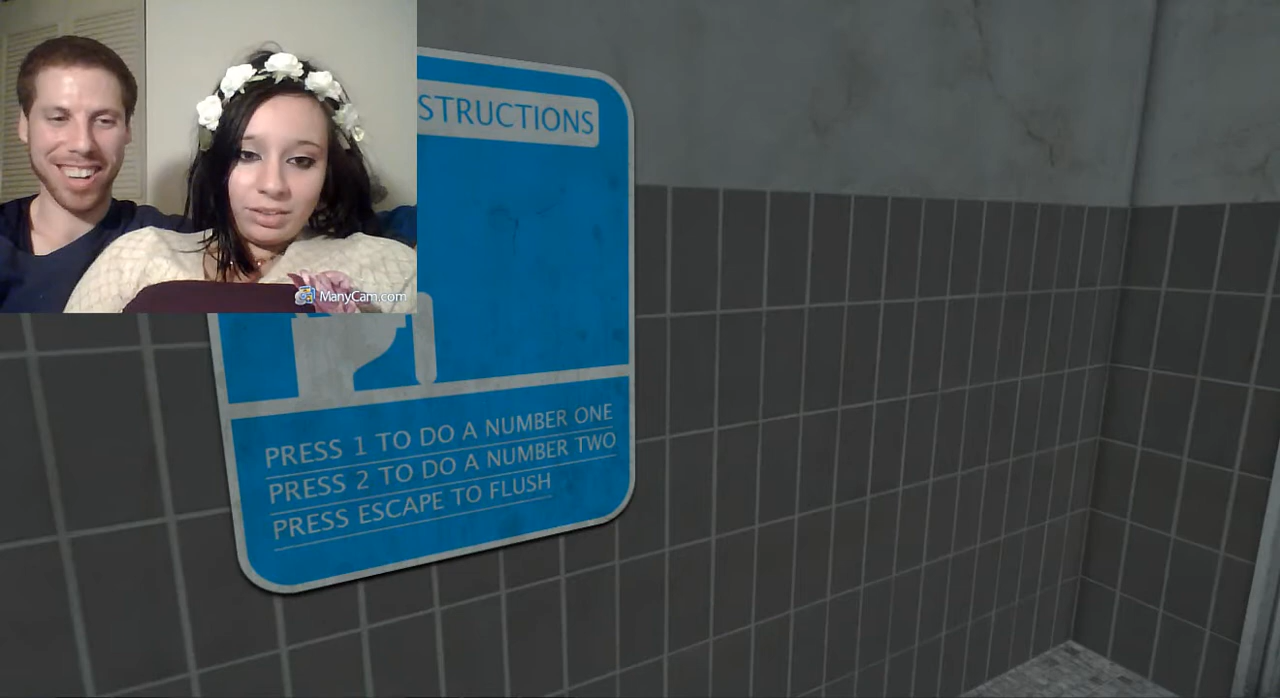 STRUCTIONS
ManyCam.com
PRESS 1 TO DO A NUMBER ONE
PRESS 2 TO DO A NUMBER TWO
PRESS ESCAPE TO FLUSH